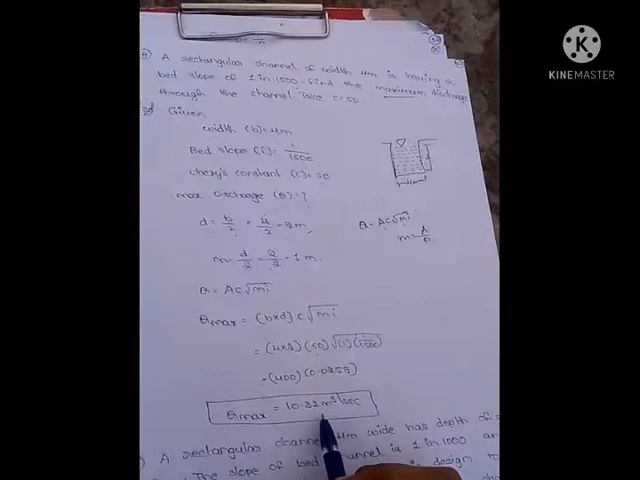 A rectangular channel of width 4m is having a
bed slope of 1 in 1500. Find the maximum discharge
through the channel. Take c=50.
Given
width (b) = 4m
Bed slope (i) = 1/1500
chezy's constant (c) = 50
max Discharge (Q) = ?
d = b/2 = 4/2 = 2m
Q = AC√mi
m = A/P
m = d/2 = 2/2 = 1m.
Q = AC√mi
Qmax = (b×d) c√mi
= (4×2) (50) √(1)(1/1500)
= (400) (0.0258)
Qmax = 10.32 m³/sec
A rectangular channel 4m wide has depth of
The slope of bed channel is 1 in 1000 an
design to
KINEMASTER